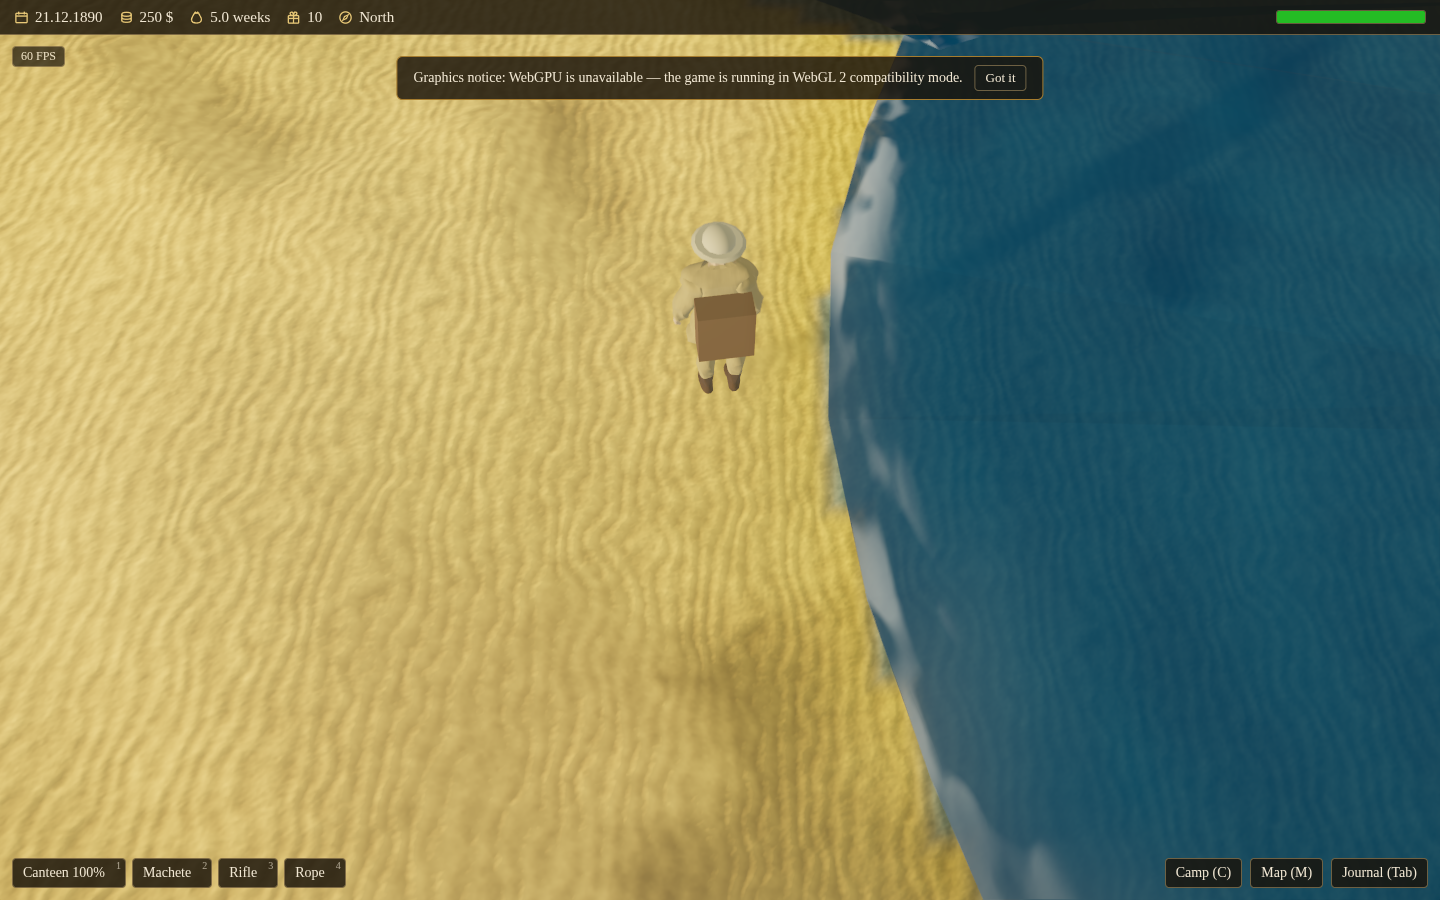 21.12.1890 250 $ 5.0 weeks 10 North
60 FPS
Graphics notice: WebGPU is unavailable — the game is running in WebGL 2 compatibility mode. Got it
Canteen 100% 1 Machete 2 Rifle 3 Rope 4 Camp (C) Map (M) Journal (Tab)